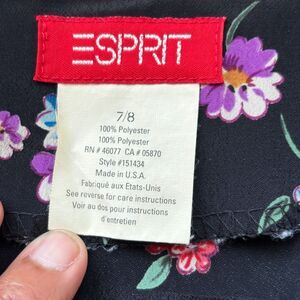 ESPRIT
7/8
100% Polyester
100% Polyester
RN # 46077 CA # 05870
Style #151434
Made in U.S.A.
Fabriqué aux Etats-Unis
See reverse for care instructions
Voir au dos pour instructions
d'entretien